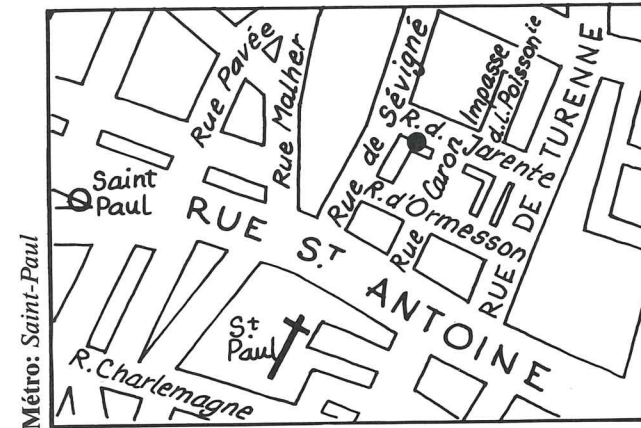 Métro: Saint-Paul
Rue Pavée
Rue Malher
Rue de Sévigné
Impasse
d.l. Poissonie
RUE DE TURENNE
R. d. Jarente
Rue Caron
R. d'Ormesson
Saint
Paul
RUE ST ANTOINE
St
Paul
R. Charlemagne